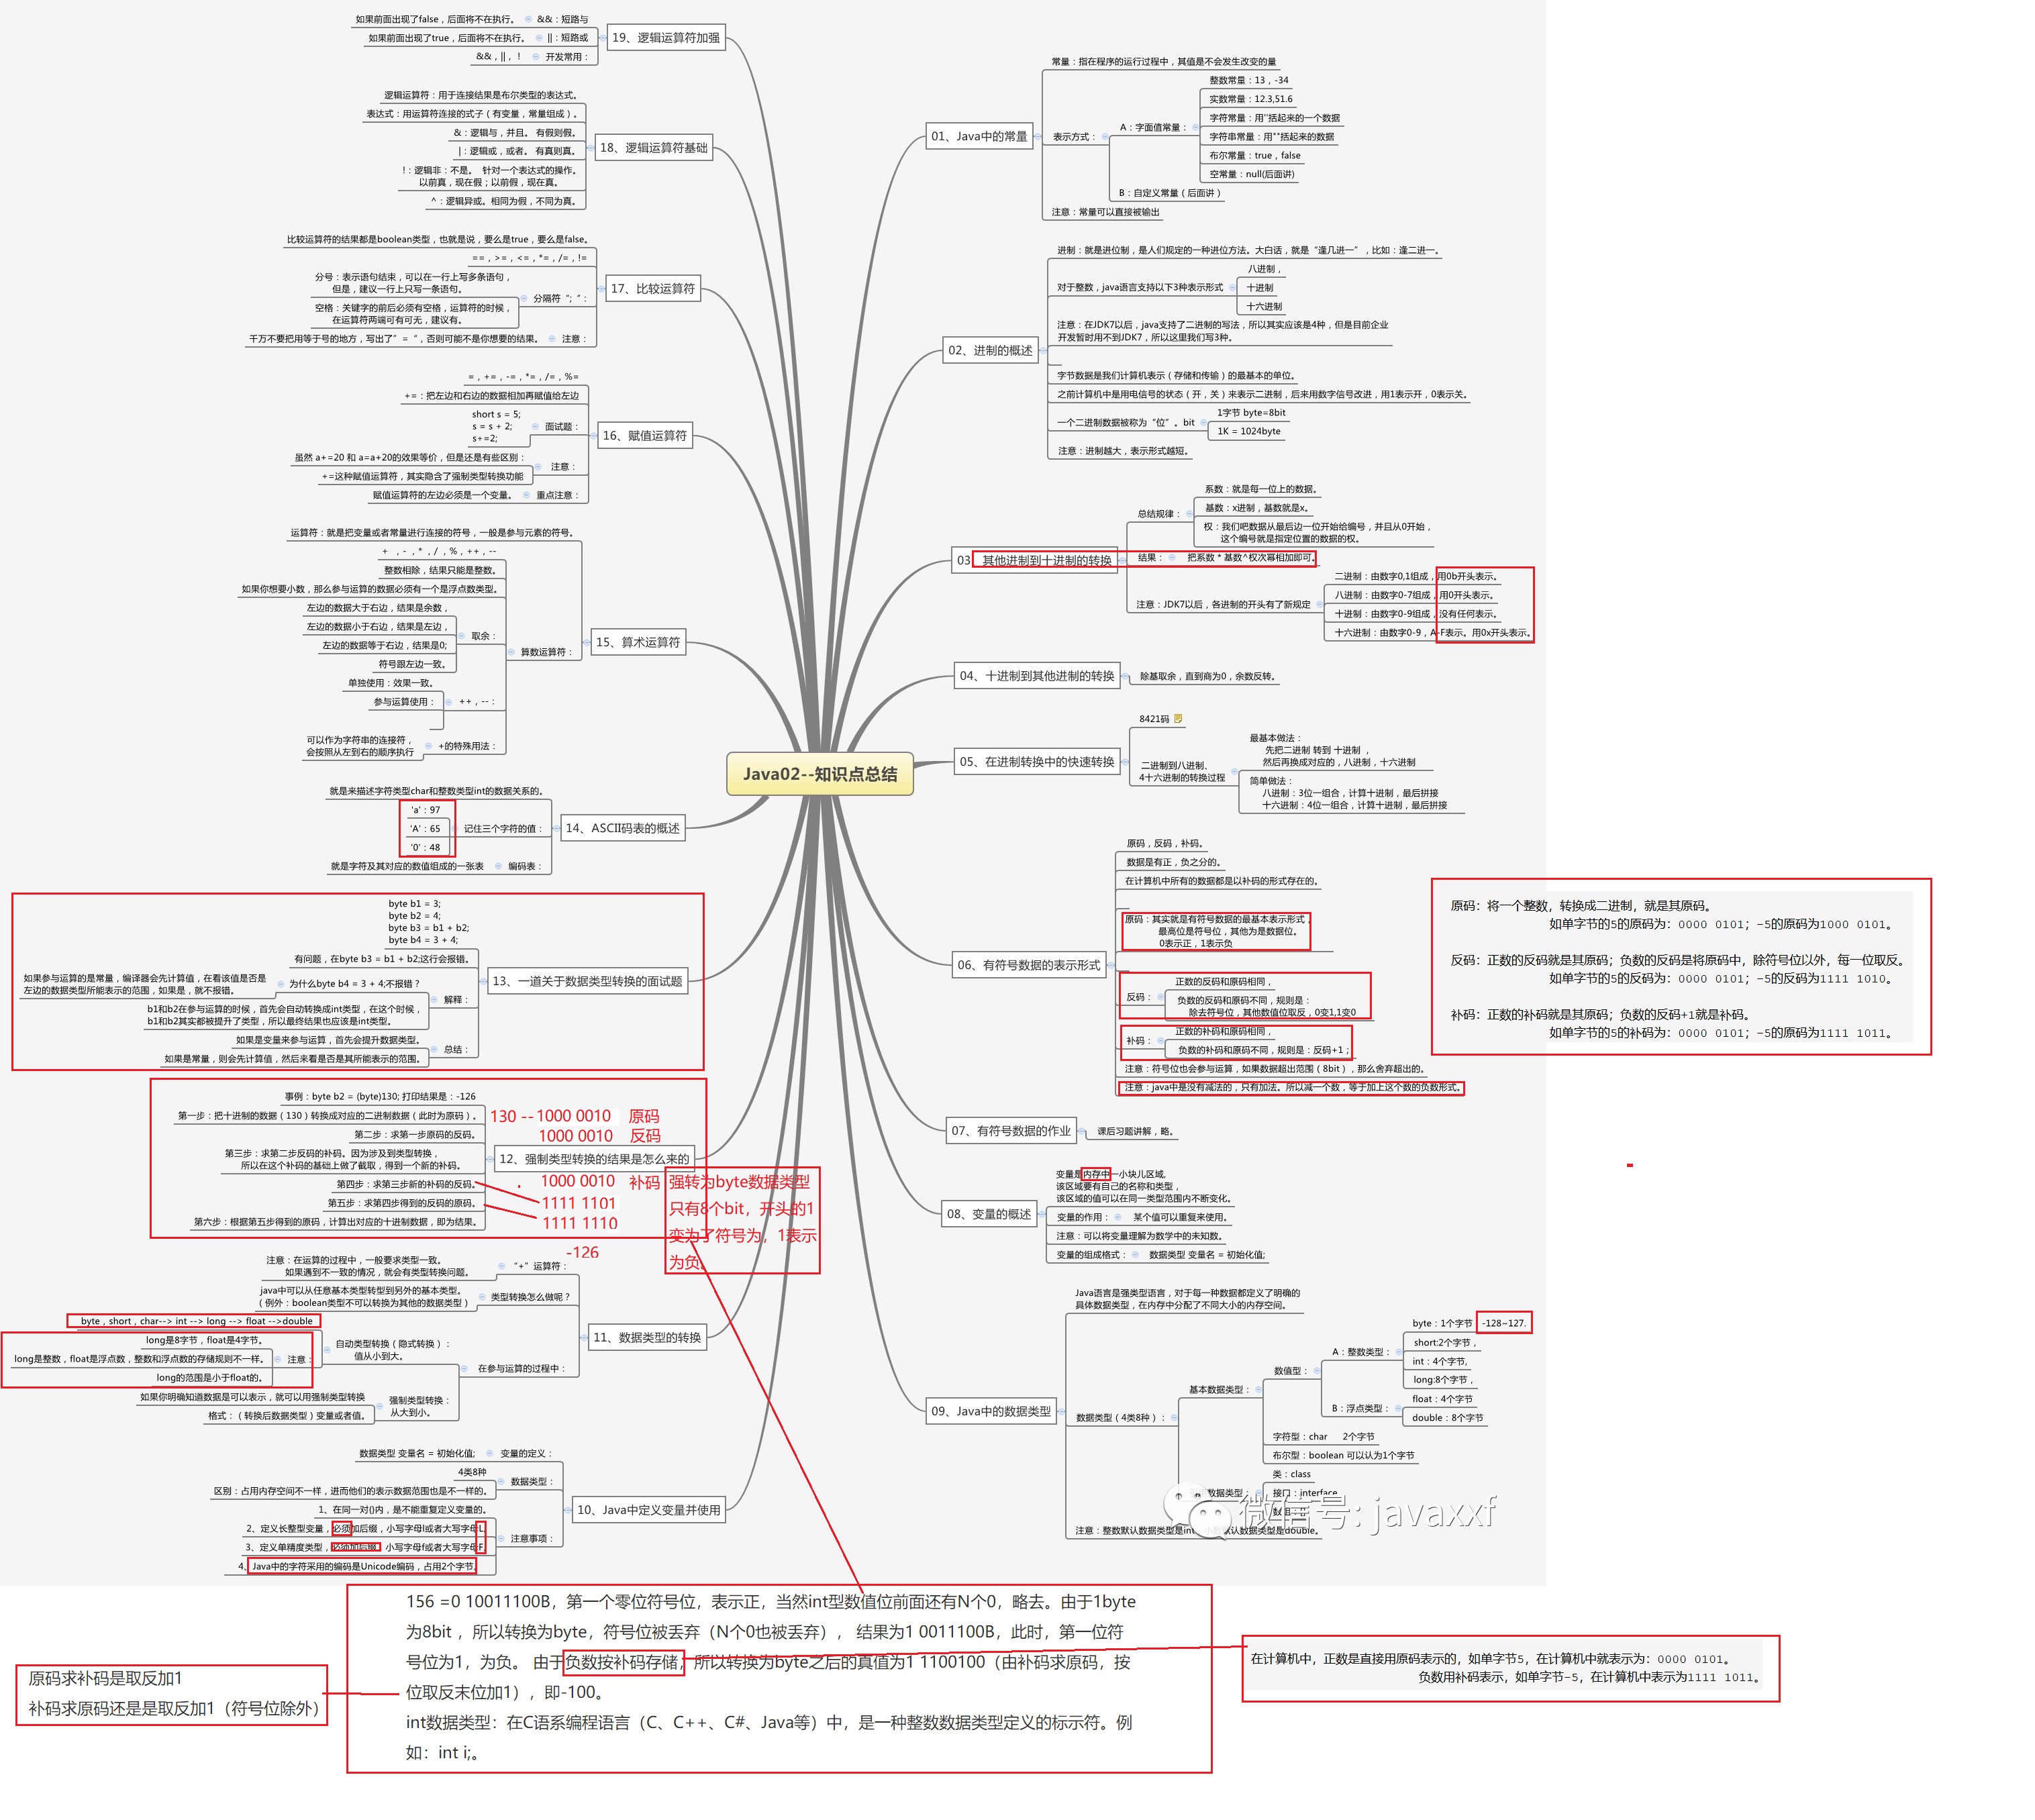 Java02--知识点总结
01、Java中的常量
常量：指在程序的运行过程中，其值是不会发生改变的量
表示方式：
A：字面值常量：
整数常量：13，-34
实数常量：12.3,51.6
字符常量：用''括起来的一个数据
字符串常量：用""括起来的数据
布尔常量：true，false
空常量：null(后面讲)
B：自定义常量（后面讲）
注意：常量可以直接被输出
02、进制的概述
进制：就是进位制，是人们规定的一种进位方法。大白话，就是“逢几进一”，比如：逢二进一。
对于整数，java语言支持以下3种表示形式
八进制，
十进制
十六进制
注意：在JDK7以后，java支持了二进制的写法，所以其实应该是4种，但是目前企业
开发暂时用不到JDK7，所以这里我们写3种。
字节数据是我们计算机表示（存储和传输）的最基本的单位。
之前计算机中是用电信号的状态（开，关）来表示二进制，后来用数字信号改进，用1表示开，0表示关。
一个二进制数据被称为“位”。bit
1字节 byte=8bit
1K = 1024byte
注意：进制越大，表示形式越短。
03 其他进制到十进制的转换
总结规律：
系数：就是每一位上的数据。
基数：x进制，基数就是x。
权：我们吧数据从最后边一位开始给编号，并且从0开始，
这个编号就是指定位置的数据的权。
结果：
把系数 * 基数^权次幂相加即可。
注意：JDK7以后，各进制的开头有了新规定
二进制：由数字0,1组成，用0b开头表示。
八进制：由数字0-7组成，用0开头表示。
十进制：由数字0-9组成，没有任何表示。
十六进制：由数字0-9，A-F表示。用0x开头表示。
04、十进制到其他进制的转换
除基取余，直到商为0，余数反转。
05、在进制转换中的快速转换
8421码
二进制到八进制、
4十六进制的转换过程
最基本做法：
先把二进制 转到 十进制 ，
然后再换成对应的，八进制，十六进制
简单做法：
八进制：3位一组合，计算十进制，最后拼接
十六进制：4位一组合，计算十进制，最后拼接
06、有符号数据的表示形式
原码，反码，补码。
数据是有正，负之分的。
在计算机中所有的数据都是以补码的形式存在的。
原码：其实就是有符号数据的最基本表示形式，
最高位是符号位，其他为是数据位。
0表示正，1表示负
反码：
正数的反码和原码相同，
负数的反码和原码不同，规则是：
除去符号位，其他数值位取反，0变1,1变0
补码：
正数的补码和原码相同，
负数的补码和原码不同，规则是：反码+1；
注意：符号位也会参与运算，如果数据超出范围（8bit），那么舍弃超出的。
注意：java中是没有减法的，只有加法。所以减一个数，等于加上这个数的负数形式。
原码：将一个整数，转换成二进制，就是其原码。
如单字节的5的原码为：0000 0101；-5的原码为1000 0101。
反码：正数的反码就是其原码；负数的反码是将原码中，除符号位以外，每一位取反。
如单字节的5的反码为：0000 0101；-5的反码为1111 1010。
补码：正数的补码就是其原码；负数的反码+1就是补码。
如单字节的5的补码为：0000 0101；-5的原码为1111 1011。
07、有符号数据的作业
课后习题讲解，略。
08、变量的概述
变量是内存中一小块儿区域,
该区域要有自己的名称和类型，
该区域的值可以在同一类型范围内不断变化。
变量的作用：
某个值可以重复来使用。
注意：可以将变量理解为数学中的未知数。
变量的组成格式：
数据类型 变量名 = 初始化值;
09、Java中的数据类型
Java语言是强类型语言，对于每一种数据都定义了明确的
具体数据类型，在内存中分配了不同大小的内存空间。
数据类型（4类8种）：
基本数据类型：
数值型：
A：整数类型：
byte：1个字节 -128~127.
short:2个字节，
int：4个字节,
long:8个字节，
B：浮点类型：
float：4个字节
double：8个字节
字符型：char 2个字节
布尔型：boolean 可以认为1个字节
数据类型：
类：class
接口：interface
数组：[]
注意：整数默认数据类型是int，小数默认数据类型是double。
微信号: javaxxf
19、逻辑运算符加强
&&：短路与
如果前面出现了false，后面将不在执行。
||：短路或
如果前面出现了true，后面将不在执行。
开发常用：
&&，||，！
18、逻辑运算符基础
逻辑运算符：用于连接结果是布尔类型的表达式。
表达式：用运算符连接的式子（有变量，常量组成）。
&：逻辑与，并且。 有假则假。
|：逻辑或，或者。 有真则真。
!：逻辑非：不是。 针对一个表达式的操作。
以前真，现在假；以前假，现在真。
^：逻辑异或。相同为假，不同为真。
17、比较运算符
比较运算符的结果都是boolean类型，也就是说，要么是true，要么是false。
==，>=，<=，*=，/=，!=
分隔符“；”：
分号：表示语句结束，可以在一行上写多条语句，
但是，建议一行上只写一条语句。
空格：关键字的前后必须有空格，运算符的时候，
在运算符两端可有可无，建议有。
注意：
千万不要把用等于号的地方，写出了” = “，否则可能不是你想要的结果。
16、赋值运算符
=，+=，-=，*=，/=，%=
+=：把左边和右边的数据相加再赋值给左边
面试题：
short s = 5;
s = s + 2;
s+=2;
注意：
虽然 a+=20 和 a=a+20的效果等价，但是还是有些区别：
+=这种赋值运算符，其实隐含了强制类型转换功能
重点注意：
赋值运算符的左边必须是一个变量。
15、算术运算符
运算符：就是把变量或者常量进行连接的符号，一般是参与元素的符号。
算数运算符：
+ ，-，*，/，%，++，--
整数相除，结果只能是整数。
如果你想要小数，那么参与运算的数据必须有一个是浮点数类型。
取余：
左边的数据大于右边，结果是余数，
左边的数据小于右边，结果是左边，
左边的数据等于右边，结果是0;
符号跟左边一致。
++，--：
单独使用：效果一致。
参与运算使用：
+的特殊用法：
可以作为字符串的连接符，
会按照从左到右的顺序执行
14、ASCII码表的概述
就是来描述字符类型char和整数类型int的数据关系的。
记住三个字符的值：
'a'：97
'A'：65
'0'：48
编码表：
就是字符及其对应的数值组成的一张表
13、一道关于数据类型转换的面试题
byte b1 = 3;
byte b2 = 4;
byte b3 = b1 + b2;
byte b4 = 3 + 4;
有问题，在byte b3 = b1 + b2;这行会报错。
解释：
为什么byte b4 = 3 + 4;不报错？
如果参与运算的是常量，编译器会先计算值，在看该值是否是
左边的数据类型所能表示的范围，如果是，就不报错。
b1和b2在参与运算的时候，首先会自动转换成int类型，在这个时候，
b1和b2其实都被提升了类型，所以最终结果也应该是int类型。
总结：
如果是变量来参与运算，首先会提升数据类型。
如果是常量，则会先计算值，然后来看是否是其所能表示的范围。
12、强制类型转换的结果是怎么来的
事例：byte b2 = (byte)130; 打印结果是：-126
第一步：把十进制的数据（130）转换成对应的二进制数据（此时为原码）。
第二步：求第一步原码的反码。
第三步：求第二步反码的补码。因为涉及到类型转换，
所以在这个补码的基础上做了截取，得到一个新的补码。
第四步：求第三步新的补码的反码。
第五步：求第四步得到的反码的原码。
第六步：根据第五步得到的原码，计算出对应的十进制数据，即为结果。
130 -- 1000 0010 原码
1000 0010 反码
1000 0010 补码
1111 1101
1111 1110
-126
强转为byte数据类型
只有8个bit，开头的1
变为了符号为，1表示
为负。
11、数据类型的转换
“+”运算符：
注意：在运算的过程中，一般要求类型一致。
如果遇到不一致的情况，就会有类型转换问题。
类型转换怎么做呢？
java中可以从任意基本类型转型到另外的基本类型。
（例外：boolean类型不可以转换为其他的数据类型）
在参与运算的过程中：
自动类型转换（隐式转换）：
值从小到大。
byte，short，char--> int --> long --> float -->double
注意：
long是8字节，float是4字节。
long是整数，float是浮点数，整数和浮点数的存储规则不一样。
long的范围是小于float的。
强制类型转换：
从大到小。
如果你明确知道数据是可以表示，就可以用强制类型转换
格式：（转换后数据类型）变量或者值。
10、Java中定义变量并使用
变量的定义：
数据类型 变量名 = 初始化值;
数据类型：
4类8种
区别：占用内存空间不一样，进而他们的表示数据范围也是不一样的。
注意事项：
1、在同一对{}内，是不能重复定义变量的。
2、定义长整型变量，必须加后缀，小写字母l或者大写字母L.
3、定义单精度类型，必须加后缀，小写字母f或者大写字母F.
4、Java中的字符采用的编码是Unicode编码，占用2个字节.
156 =0 10011100B，第一个零位符号位，表示正，当然int型数值位前面还有N个0，略去。由于1byte
为8bit ，所以转换为byte，符号位被丢弃（N个0也被丢弃）， 结果为1 0011100B，此时，第一位符
号位为1，为负。 由于负数按补码存储，所以转换为byte之后的真值为1 1100100（由补码求原码，按
位取反末位加1），即-100。
int数据类型：在C语系编程语言（C、C++、C#、Java等）中，是一种整数数据类型定义的标示符。例
如：int i;。
原码求补码是取反加1
补码求原码还是是取反加1（符号位除外）
在计算机中，正数是直接用原码表示的，如单字节5，在计算机中就表示为：0000 0101。
负数用补码表示，如单字节-5，在计算机中表示为1111 1011。